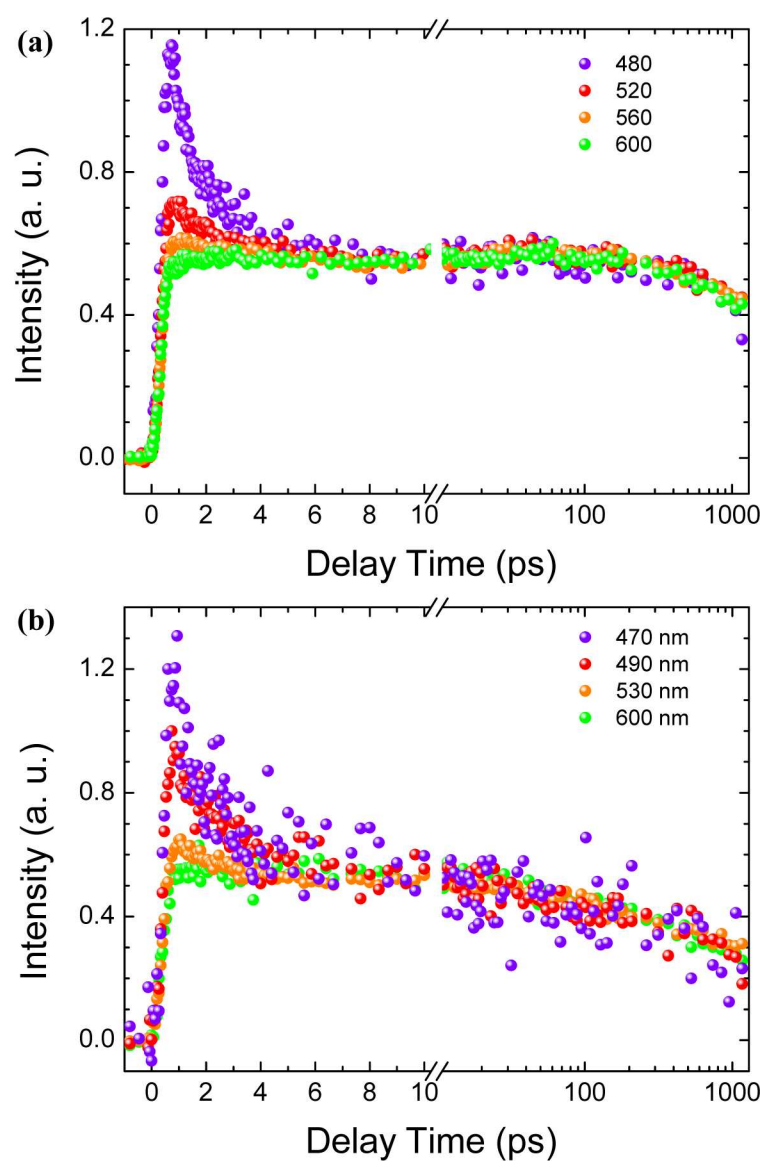 (a)
1.2
0.8
0.4
0.0
Intensity (a. u.)
480
520
560
600
0 2 4 6 8 10 100 1000
Delay Time (ps)
(b)
1.2
0.8
0.4
0.0
Intensity (a. u.)
470 nm
490 nm
530 nm
600 nm
0 2 4 6 8 10 100 1000
Delay Time (ps)